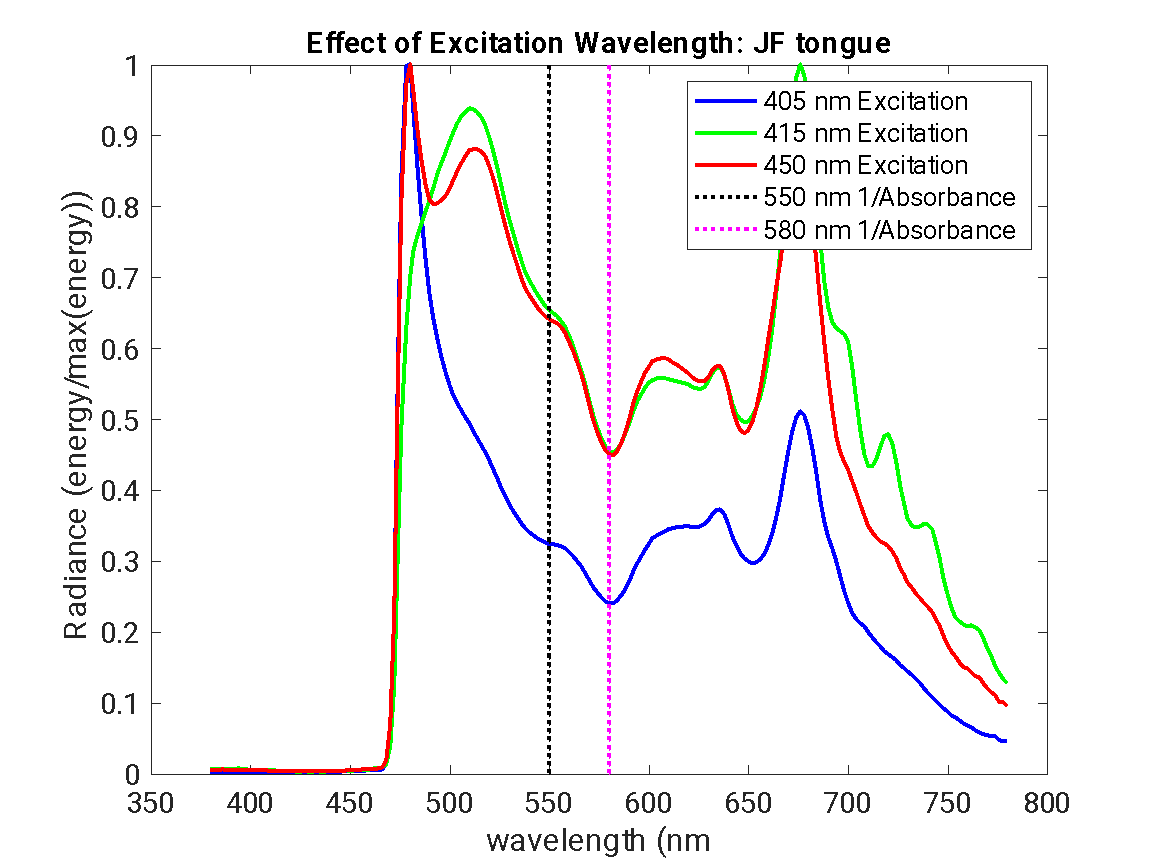 Effect of Excitation Wavelength: JF tongue
Radiance (energy/max(energy))
1
0.9
0.8
0.7
0.6
0.5
0.4
0.3
0.2
0.1
0
405 nm Excitation
415 nm Excitation
450 nm Excitation
550 nm 1/Absorbance
580 nm 1/Absorbance
350 400 450 500 550 600 650 700 750 800
wavelength (nm